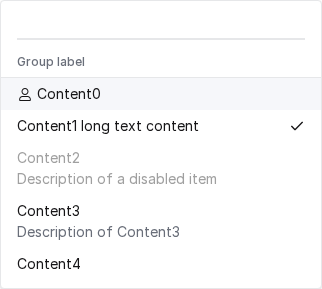 Group label
Content0
Content1 long text content
Content2
Description of a disabled item
Content3
Description of Content3
Content4